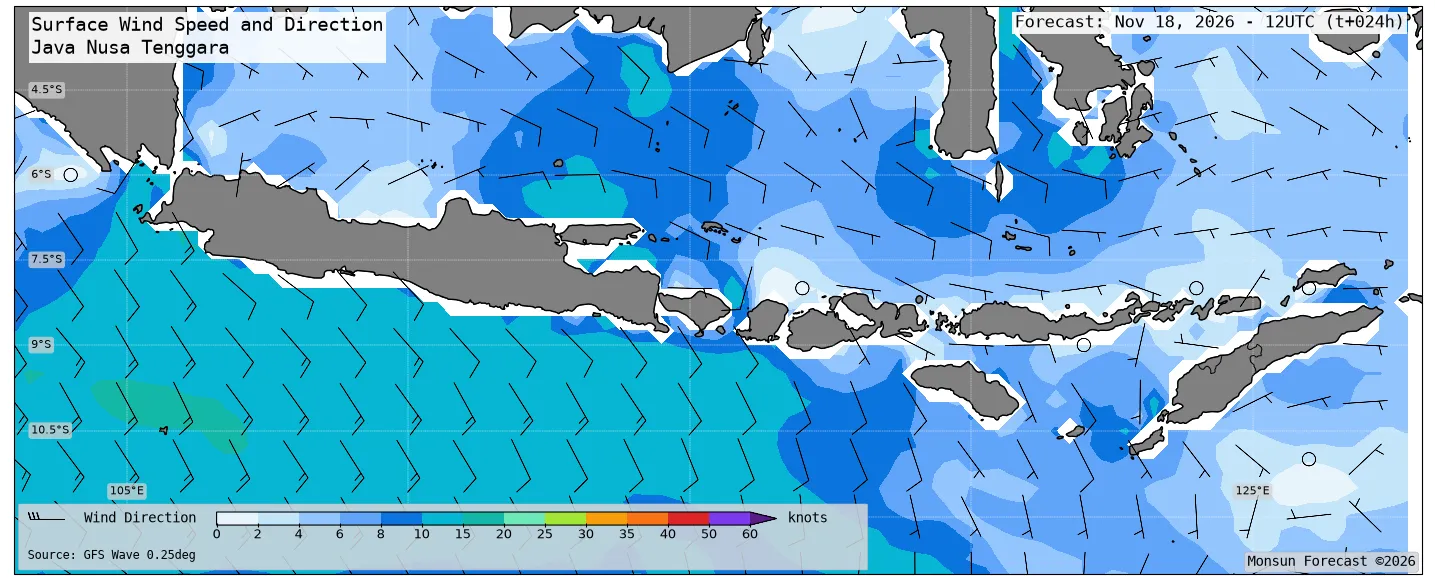 Surface Wind Speed and Direction
Java Nusa Tenggara
Forecast: Nov 18, 2026 - 12UTC (t+024h)
4.5°S
6°S
7.5°S
9°S
10.5°S
105°E
125°E
Wind Direction
0 2 4 6 8 10 15 20 25 30 35 40 50 60
knots
Source: GFS Wave 0.25deg
Monsun Forecast ©2026